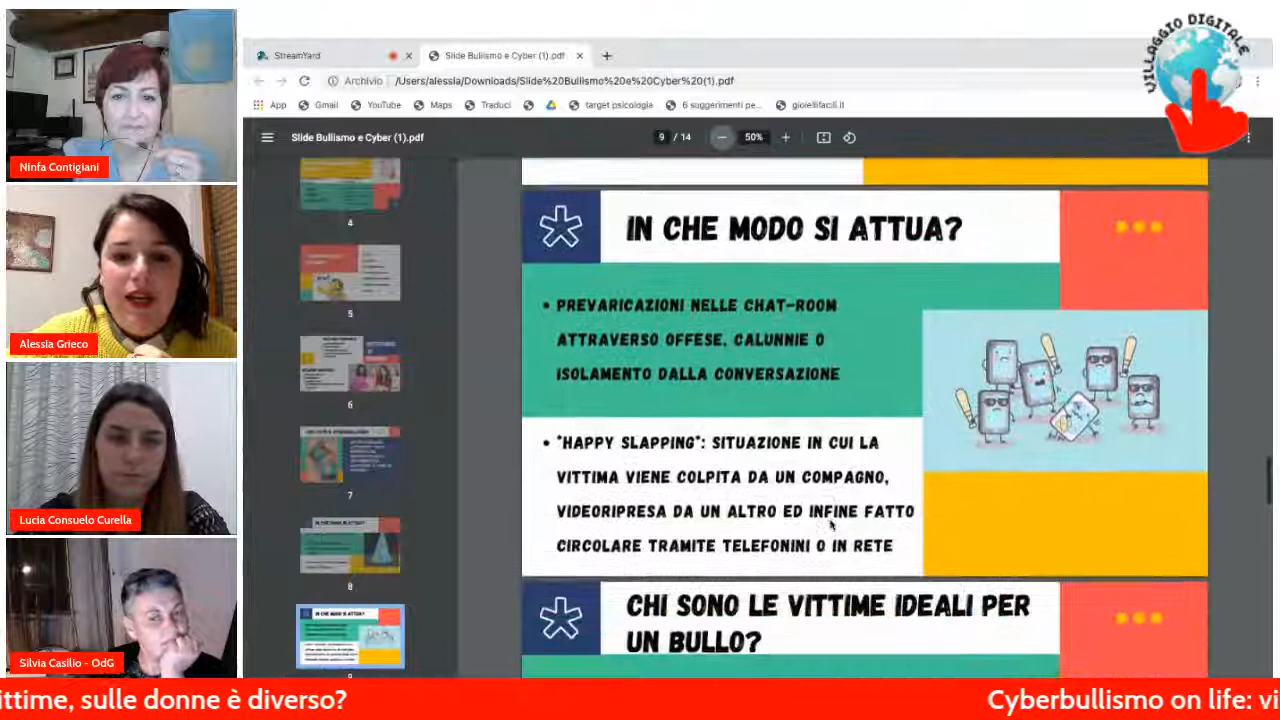 Ninfa Contigiani
Alessia Grieco
Lucia Consuelo Curella
Silvia Casilio - OdG
StreamYard
Slide Bullismo e Cyber (1).pdf
Archivio
/Users/alessia/Downloads/Slide%20Bullismo%20e%20Cyber%20(1).pdf
App
Gmail
YouTube
Maps
Traduci
target psicologia
6 suggerimenti pe...
gioiellifacili.it
VILLAGGIO DIGITALE
Slide Bullismo e Cyber (1).pdf
9 / 14
50%
4
5
6
7
8
IN CHE MODO SI ATTUA?
IN CHE MODO SI ATTUA?
• PREVARICAZIONI NELLE CHAT-ROOM
ATTRAVERSO OFFESE, CALUNNIE O
ISOLAMENTO DALLA CONVERSAZIONE
• "HAPPY SLAPPING": SITUAZIONE IN CUI LA
VITTIMA VIENE COLPITA DA UN COMPAGNO,
VIDEORIPRESA DA UN ALTRO ED INFINE FATTO
CIRCOLARE TRAMITE TELEFONINI O IN RETE
CHI SONO LE VITTIME IDEALI PER
UN BULLO?
ittime, sulle donne è diverso?
Cyberbullismo on life: vi